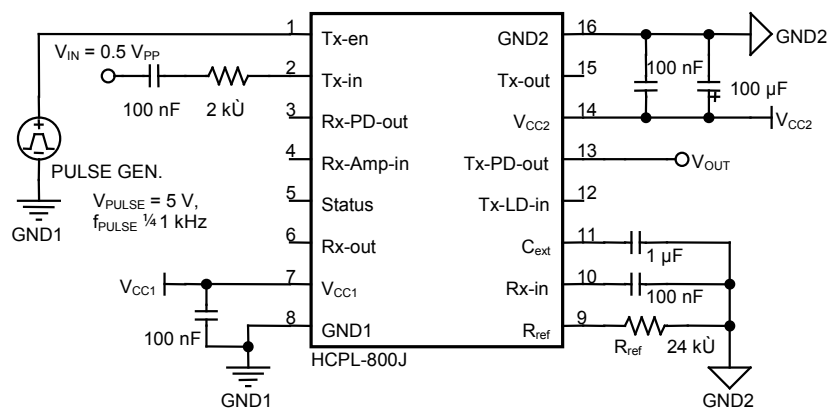 1
Tx-en
GND2
16
GND2
V_IN = 0.5 V_PP
2
Tx-in
Tx-out
15
100 nF
100 µF
100 nF
2 kÙ
3
Rx-PD-out
V_CC2
14
V_CC2
4
Rx-Amp-in
Tx-PD-out
13
V_OUT
PULSE GEN.
V_PULSE = 5 V,
f_PULSE ¼ 1 kHz
GND1
5
Status
Tx-LD-in
12
6
Rx-out
C_ext
11
1 µF
V_CC1
7
V_CC1
Rx-in
10
100 nF
100 nF
8
GND1
R_ref
9
R_ref
24 kÙ
HCPL-800J
GND1
GND2